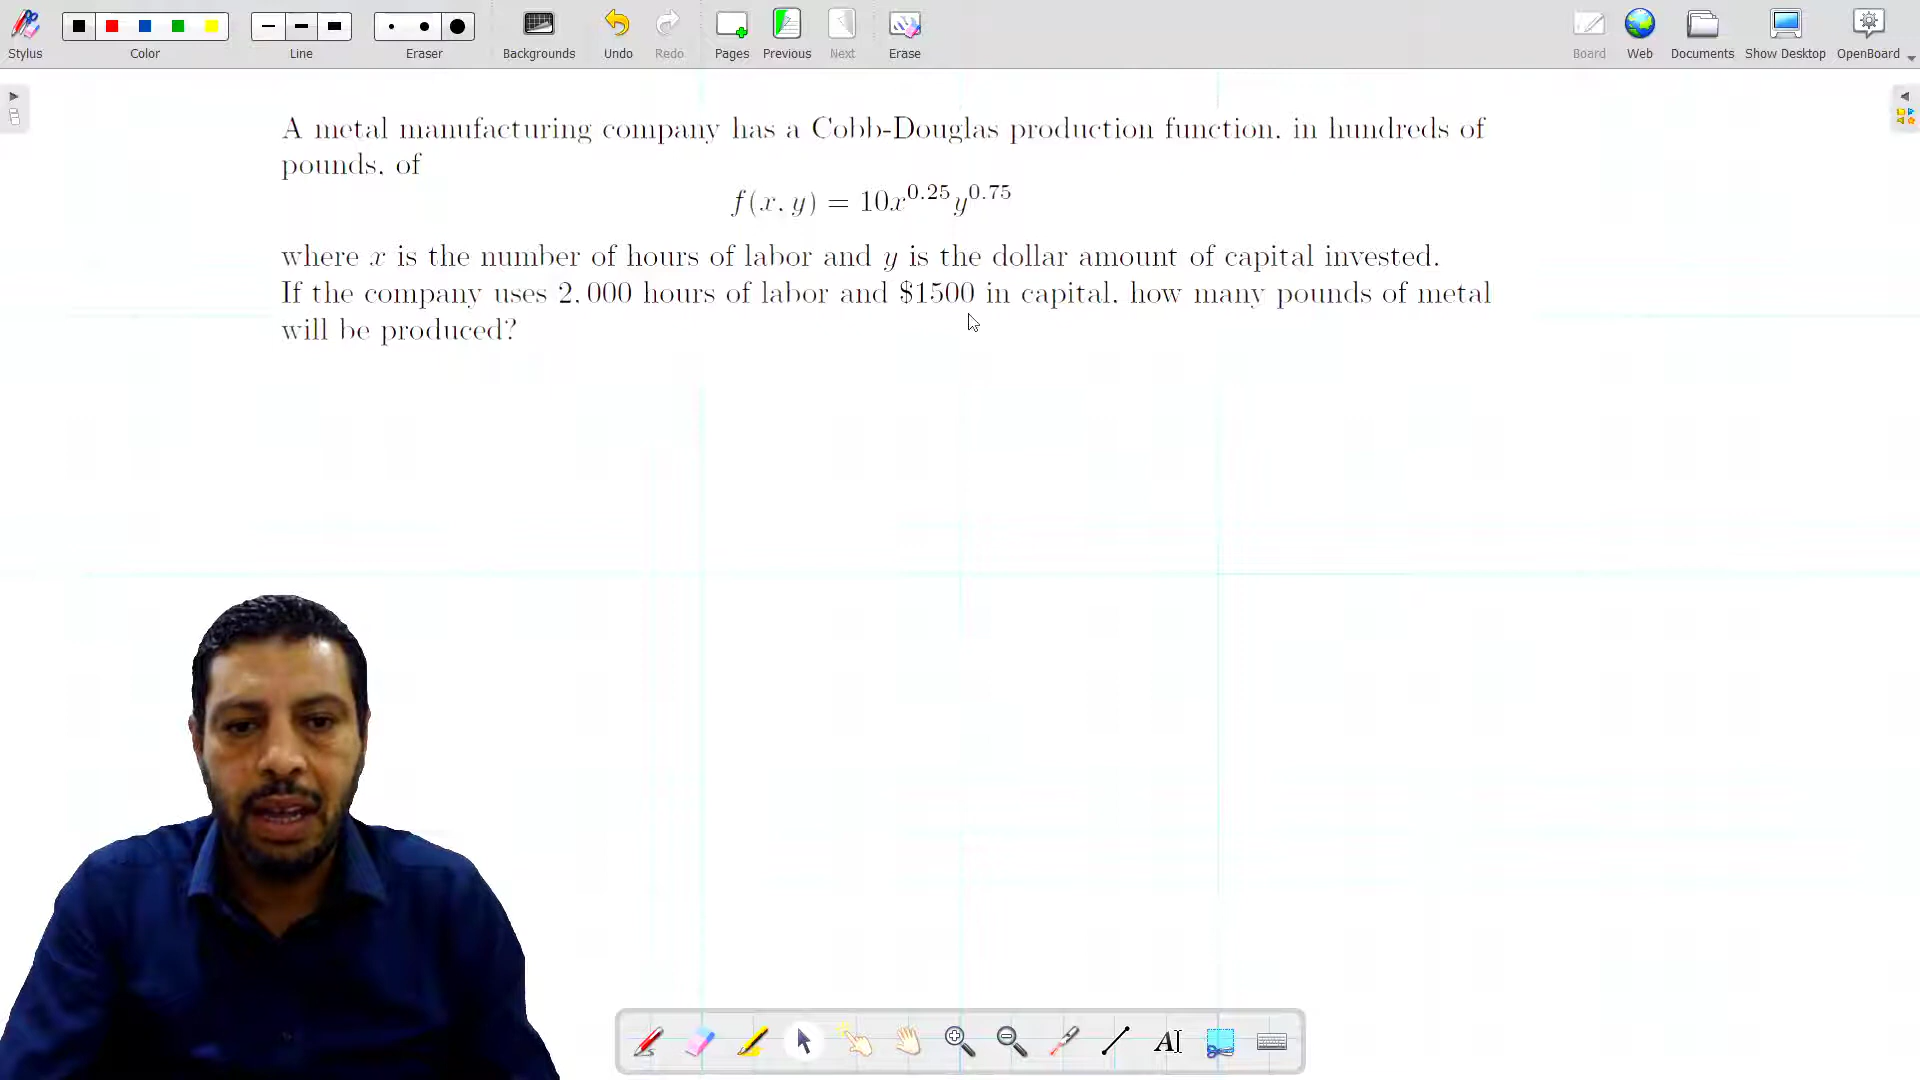 Stylus Color Line Eraser Backgrounds Undo Redo Pages Previous Next Erase Board Web Documents Show Desktop OpenBoard
A metal manufacturing company has a Cobb-Douglas production function, in hundreds of
pounds, of
f(x, y) = 10x^0.25 y^0.75
where x is the number of hours of labor and y is the dollar amount of capital invested.
If the company uses 2,000 hours of labor and $1500 in capital, how many pounds of metal
will be produced?